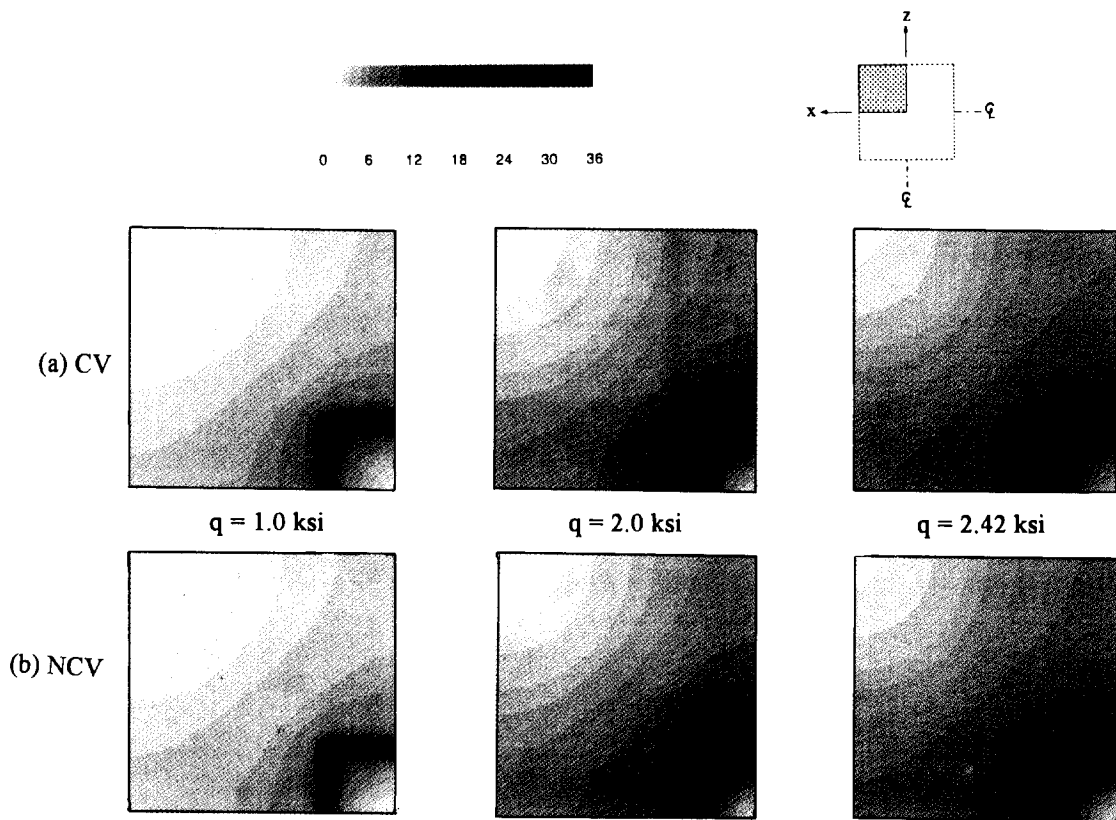 z
x
℄
℄
0 6 12 18 24 30 36
(a) CV
q = 1.0 ksi q = 2.0 ksi q = 2.42 ksi
(b) NCV